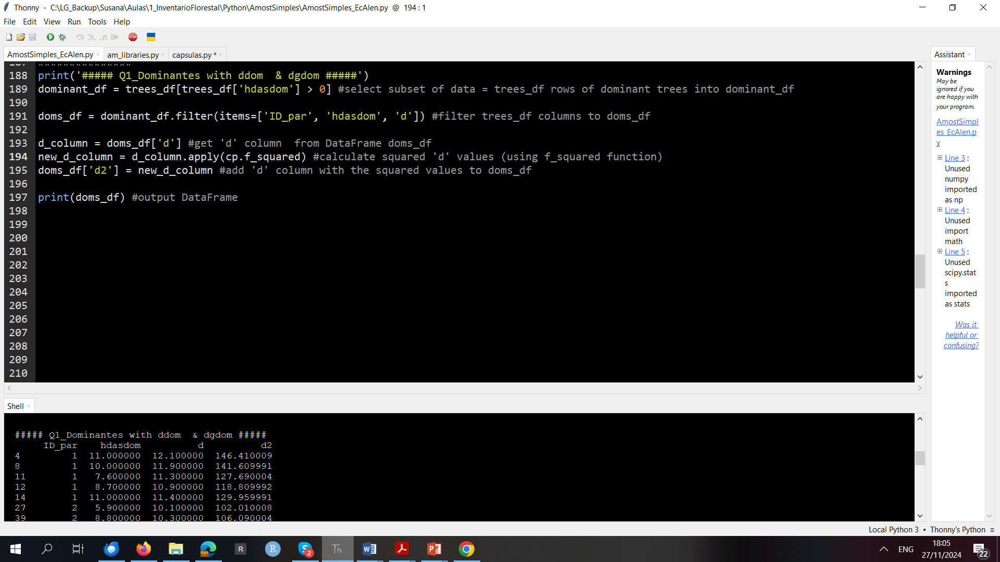 Thonny - C:\LG_Backup\Susana\Aulas\1_InventarioFlorestal\Python\AmostSimples\AmostSimples_EcAlen.py @ 194 : 1
File Edit View Run Tools Help
AmostSimples_EcAlen.py × am_libraries.py × capsulas.py * ×
187 ###############
188 print('##### Q1_Dominantes with ddom  & dgdom #####')
189 dominant_df = trees_df[trees_df['hdasdom'] > 0] #select subset of data = trees_df rows of dominant trees into dominant_df
190
191 doms_df = dominant_df.filter(items=['ID_par', 'hdasdom', 'd']) #filter trees_df columns to doms_df
192
193 d_column = doms_df['d'] #get 'd' column  from DataFrame doms_df
194 new_d_column = d_column.apply(cp.f_squared) #calculate squared 'd' values (using f_squared function)
195 doms_df['d2'] = new_d_column #add 'd' column with the squared values to doms_df
196
197 print(doms_df) #output DataFrame
198
199
200
201
202
203
204
205
206
207
208
209
210
Shell ×
##### Q1_Dominantes with ddom  & dgdom #####
ID_par hdasdom d d2
4 1 11.000000 12.100000 146.410009
8 1 10.000000 11.900000 141.609991
11 1 7.600000 11.300000 127.690004
12 1 8.700000 10.900000 118.809992
14 1 11.000000 11.400000 129.959991
27 2 5.900000 10.100000 102.010008
39 2 8.800000 10.300000 106.090004
Assistant ×
Warnings
May be
ignored if you
are happy with
your program.
AmostSimpl
es_EcAlen.p
y
Line 3 :
Unused
numpy
imported
as np
Line 4 :
Unused
import
math
Line 5 :
Unused
scipy.stat
s
imported
as stats
Was it
helpful or
confusing?
Local Python 3 • Thonny's Python ≡
R R S 2 Th W P
ENG
18:05
27/11/2024
22
STOP